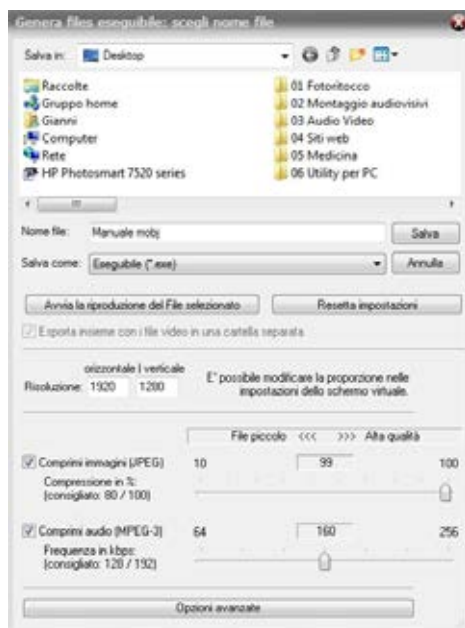 Genera files eseguibile: scegli nome file
Salva in: Desktop
Raccolte
Gruppo home
Gianni
Computer
Rete
HP Photosmart 7520 series
01 Fotoritocco
02 Montaggio audiovisivi
03 Audio Video
04 Siti web
05 Medicina
06 Utility per PC
Nome file: Manuale mobj Salva
Salva come: Eseguibile (*.exe) Annulla
Avvia la riproduzione del File selezionato Resetta impostazioni
Esporta insieme con i file video in una cartella separata
orizzontale | verticale
Risoluzione: 1920 1280
E' possibile modificare la proporzione nelle
impostazioni dello schermo virtuale.
File piccolo <<< >>> Alta qualità
Comprimi immagini (JPEG) 10 99 100
Compressione in %:
(consigliato: 80 / 100)
Comprimi audio (MPEG-3) 64 160 256
Frequenza in kbps:
(consigliato: 128 / 192)
Opzioni avanzate